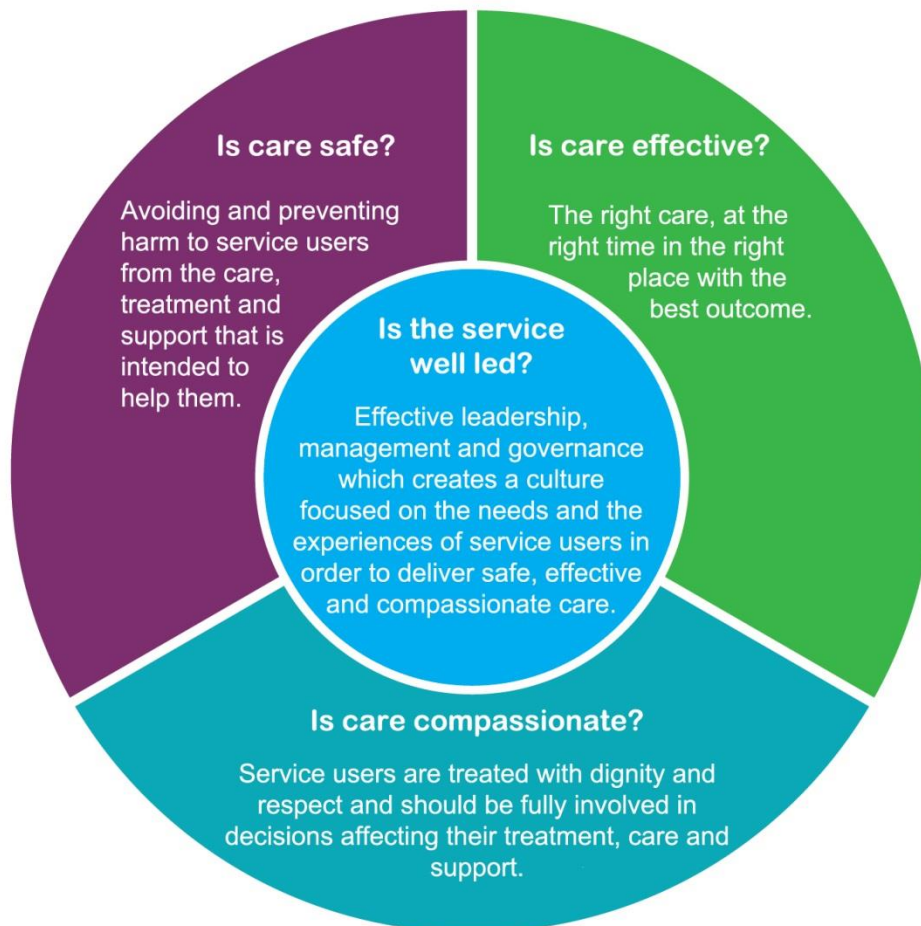 Is care safe?
Avoiding and preventing
harm to service users
from the care,
treatment and
support that is
intended to
help them.
Is care effective?
The right care, at the
right time in the right
place with the
best outcome.
Is the service
well led?
Effective leadership,
management and governance
which creates a culture
focused on the needs and the
experiences of service users in
order to deliver safe, effective
and compassionate care.
Is care compassionate?
Service users are treated with dignity and
respect and should be fully involved in
decisions affecting their treatment, care and
support.